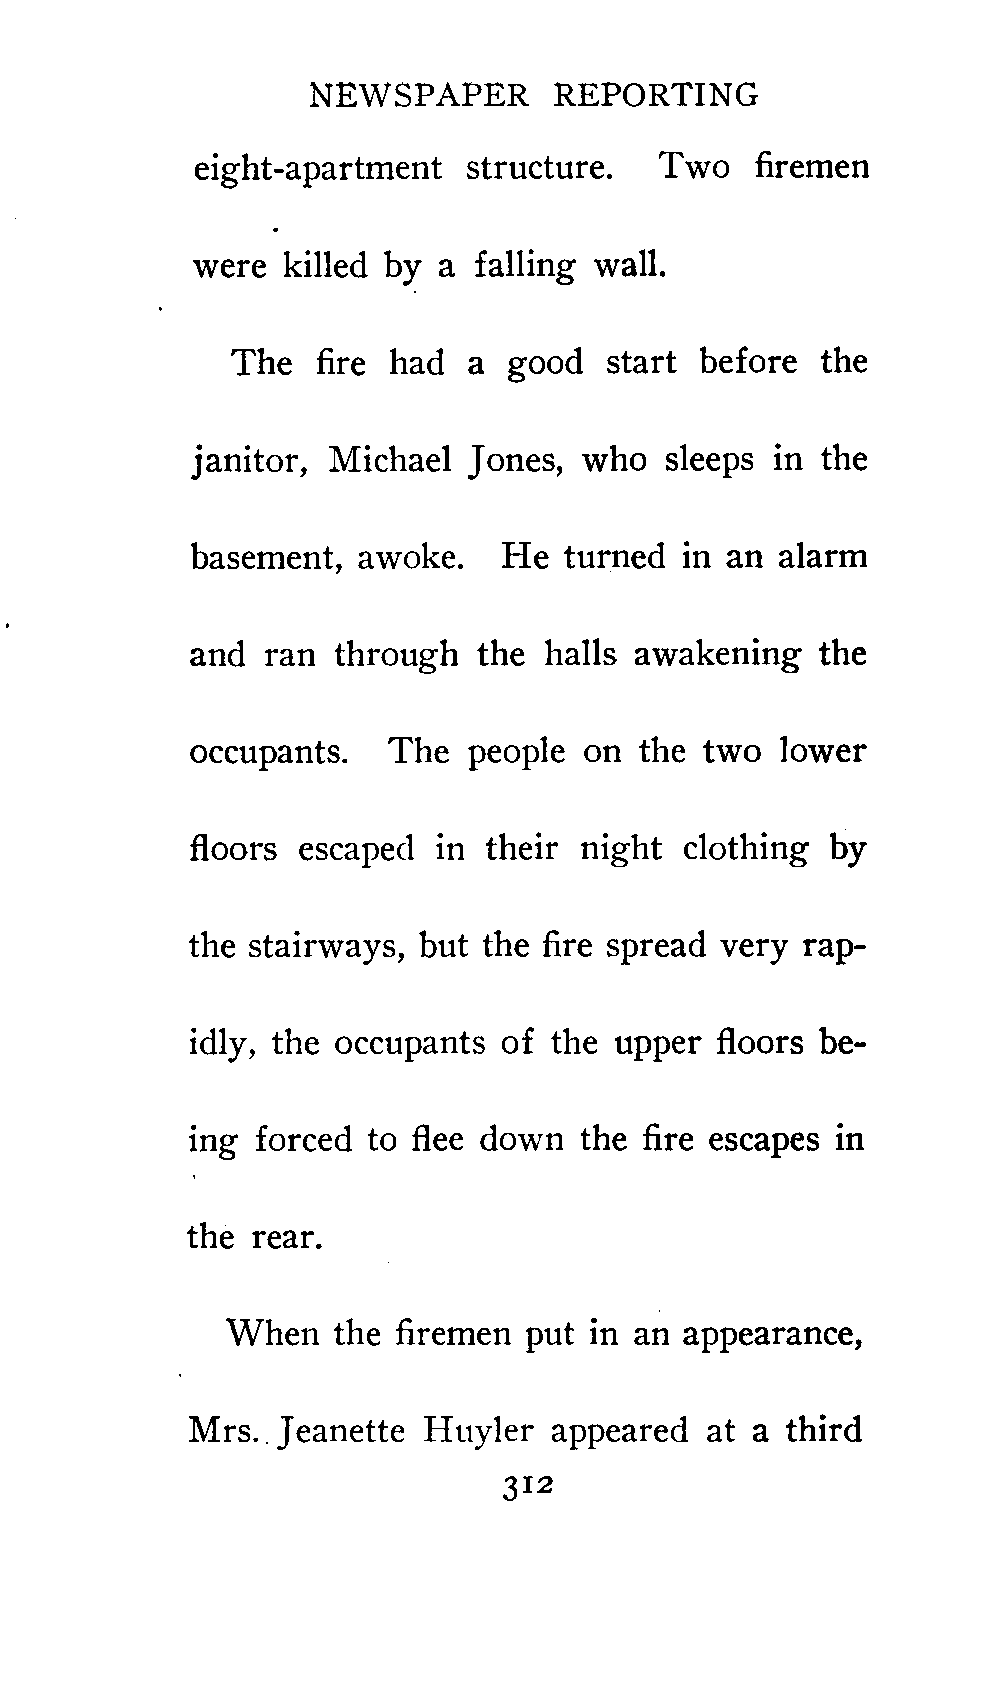 NEWSPAPER REPORTING
eight-apartment structure. Two firemen
were killed by a falling wall.
The fire had a good start before the
janitor, Michael Jones, who sleeps in the
basement, awoke. He turned in an alarm
and ran through the halls awakening the
occupants. The people on the two lower
floors escaped in their night clothing by
the stairways, but the fire spread very rap-
idly, the occupants of the upper floors be-
ing forced to flee down the fire escapes in
the rear.
When the firemen put in an appearance,
Mrs. Jeanette Huyler appeared at a third
312